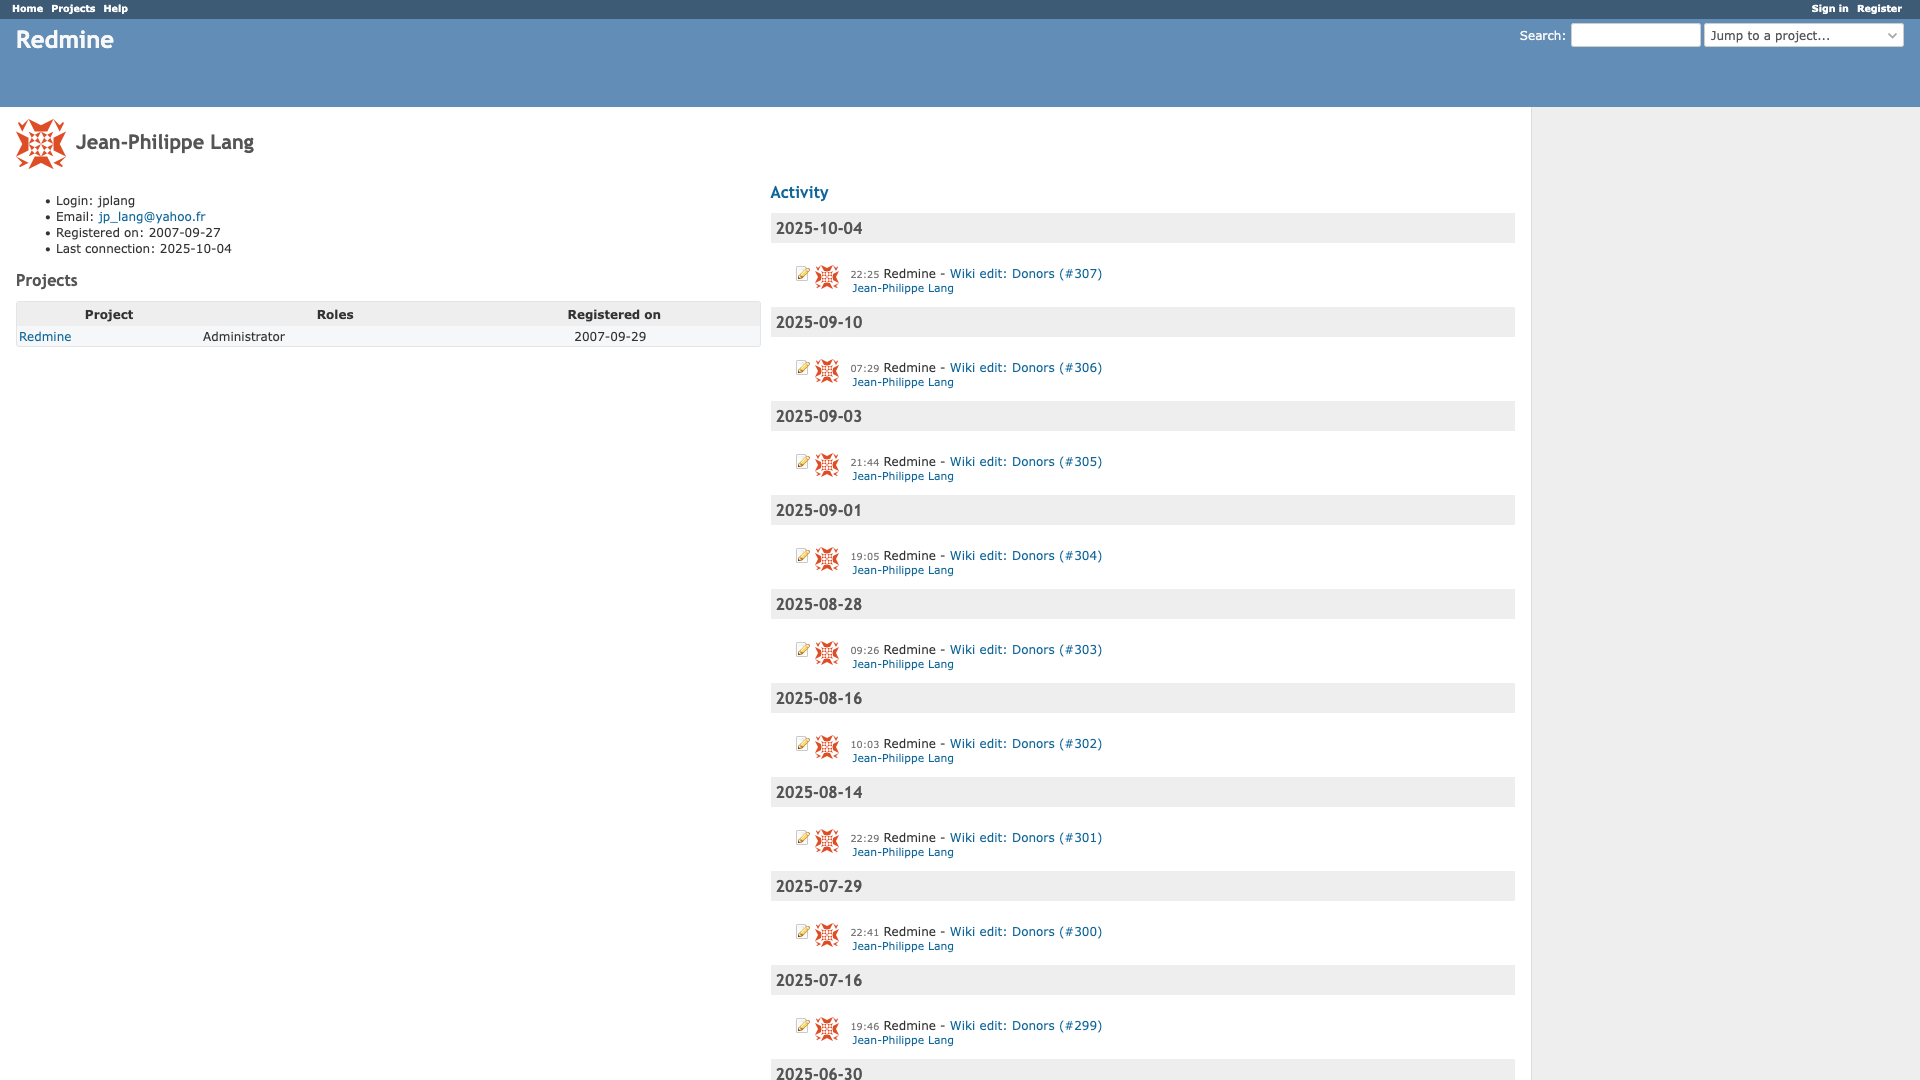 Home Projects Help Sign in Register
Redmine
Search: Jump to a project...
Jean-Philippe Lang
Login: jplang
Email: jp_lang@yahoo.fr
Registered on: 2007-09-27
Last connection: 2025-10-04
Projects
Project Roles Registered on
Redmine Administrator 2007-09-29
Activity
2025-10-04
22:25 Redmine - Wiki edit: Donors (#307)
Jean-Philippe Lang
2025-09-10
07:29 Redmine - Wiki edit: Donors (#306)
Jean-Philippe Lang
2025-09-03
21:44 Redmine - Wiki edit: Donors (#305)
Jean-Philippe Lang
2025-09-01
19:05 Redmine - Wiki edit: Donors (#304)
Jean-Philippe Lang
2025-08-28
09:26 Redmine - Wiki edit: Donors (#303)
Jean-Philippe Lang
2025-08-16
10:03 Redmine - Wiki edit: Donors (#302)
Jean-Philippe Lang
2025-08-14
22:29 Redmine - Wiki edit: Donors (#301)
Jean-Philippe Lang
2025-07-29
22:41 Redmine - Wiki edit: Donors (#300)
Jean-Philippe Lang
2025-07-16
19:46 Redmine - Wiki edit: Donors (#299)
Jean-Philippe Lang
2025-06-30